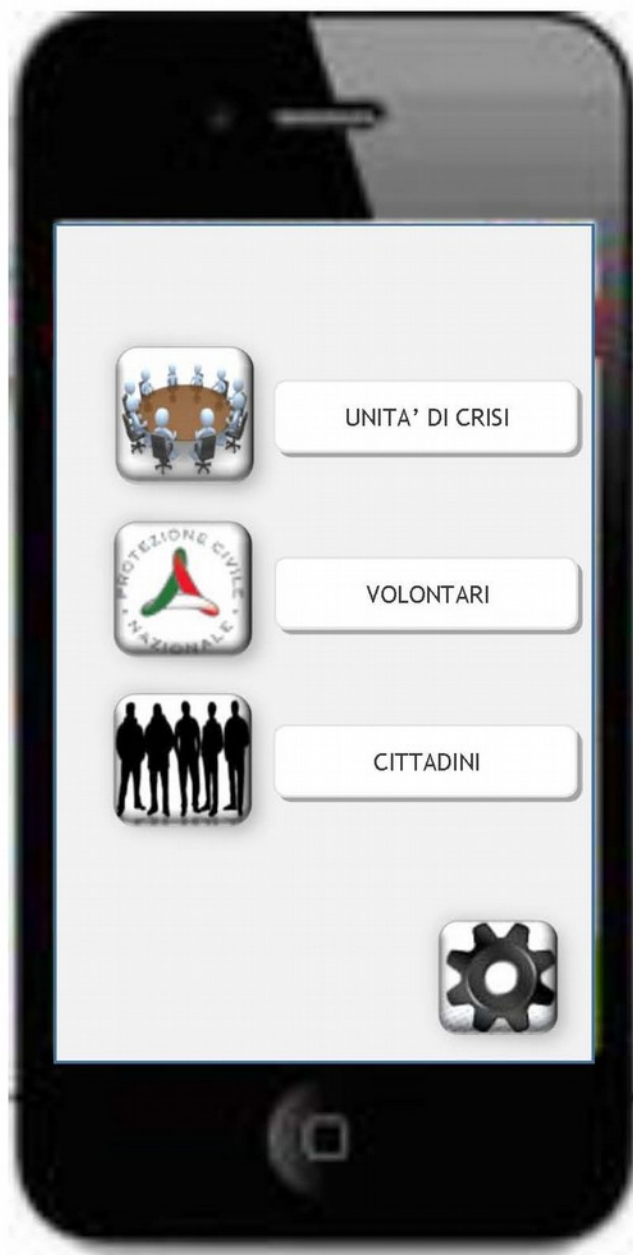 UNITA’ DI CRISI
PROTEZIONE CIVILE
NAZIONALE
VOLONTARI
CITTADINI